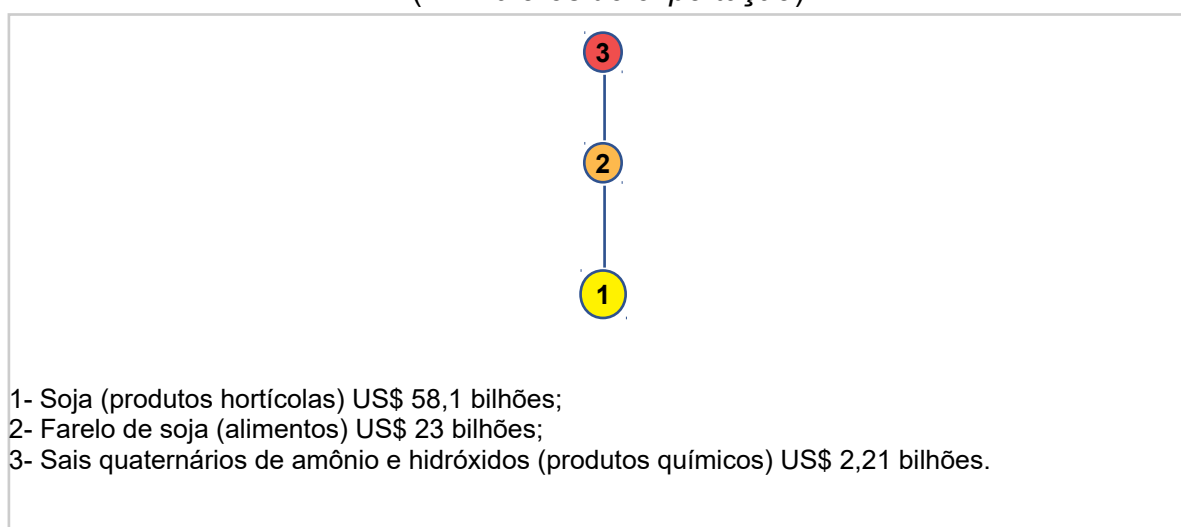 3
2
1
1- Soja (produtos hortícolas) US$ 58,1 bilhões;
2- Farelo de soja (alimentos) US$ 23 bilhões;
3- Sais quaternários de amônio e hidróxidos (produtos químicos) US$ 2,21 bilhões.